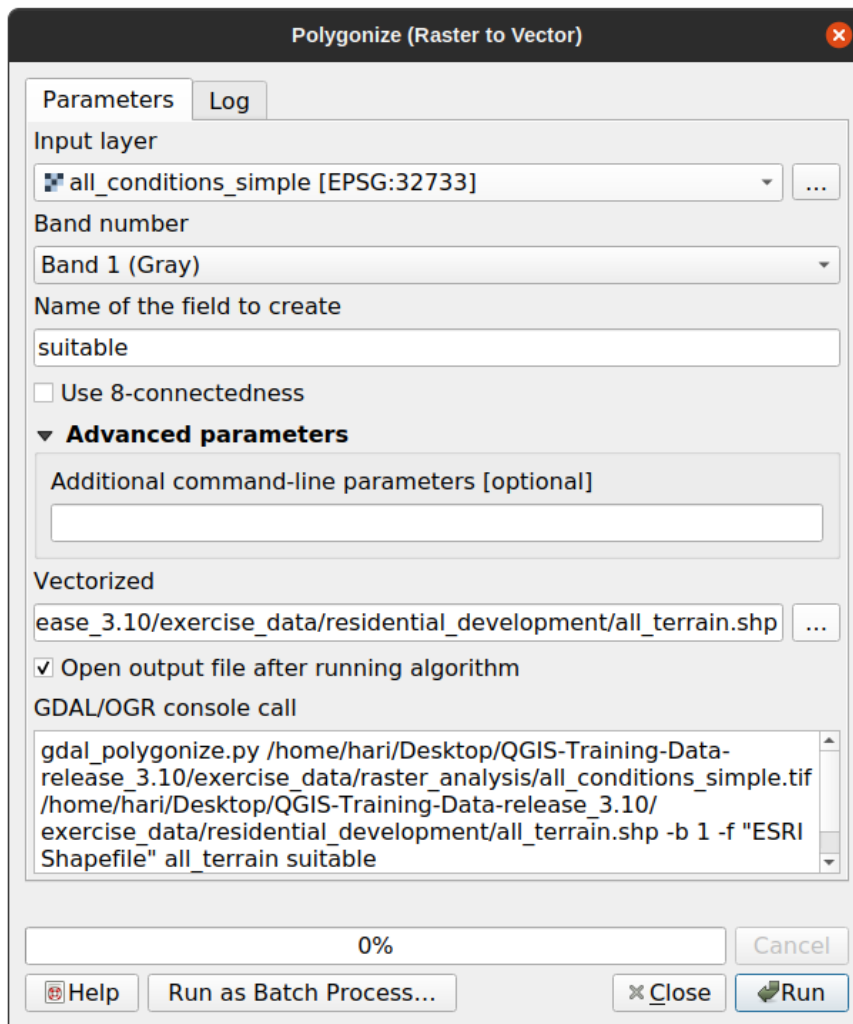 Polygonize (Raster to Vector)
Parameters
Log
Input layer
all_conditions_simple [EPSG:32733]
...
Band number
Band 1 (Gray)
Name of the field to create
suitable
Use 8-connectedness
Advanced parameters
Additional command-line parameters [optional]
Vectorized
ease_3.10/exercise_data/residential_development/all_terrain.shp
...
Open output file after running algorithm
GDAL/OGR console call
gdal_polygonize.py /home/hari/Desktop/QGIS-Training-Data-
release_3.10/exercise_data/raster_analysis/all_conditions_simple.tif
/home/hari/Desktop/QGIS-Training-Data-release_3.10/
exercise_data/residential_development/all_terrain.shp -b 1 -f "ESRI
Shapefile" all_terrain suitable
0%
Cancel
Help
Run as Batch Process...
Close
Run